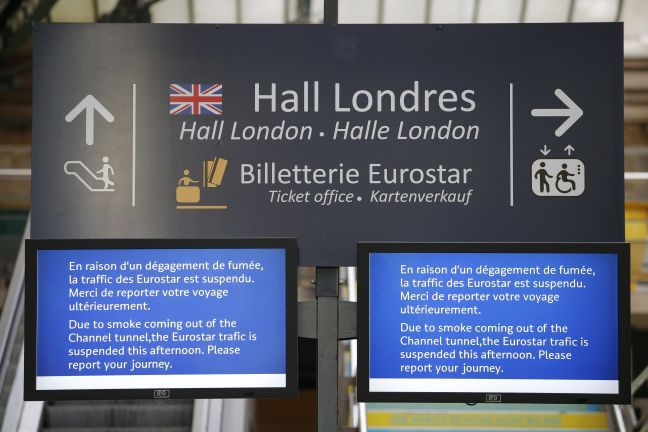 Hall Londres
Hall London • Halle London
Billetterie Eurostar
Ticket office • Kartenverkauf
En raison d'un dégagement de fumée,
la traffic des Eurostar est suspendu.
Merci de reporter votre voyage
ultérieurement.
Due to smoke coming out of the
Channel tunnel,the Eurostar trafic is
suspended this afternoon. Please
report your journey.
En raison d'un dégagement de fumée,
la traffic des Eurostar est suspendu.
Merci de reporter votre voyage
ultérieurement.
Due to smoke coming out of the
Channel tunnel,the Eurostar trafic is
suspended this afternoon. Please
report your journey.